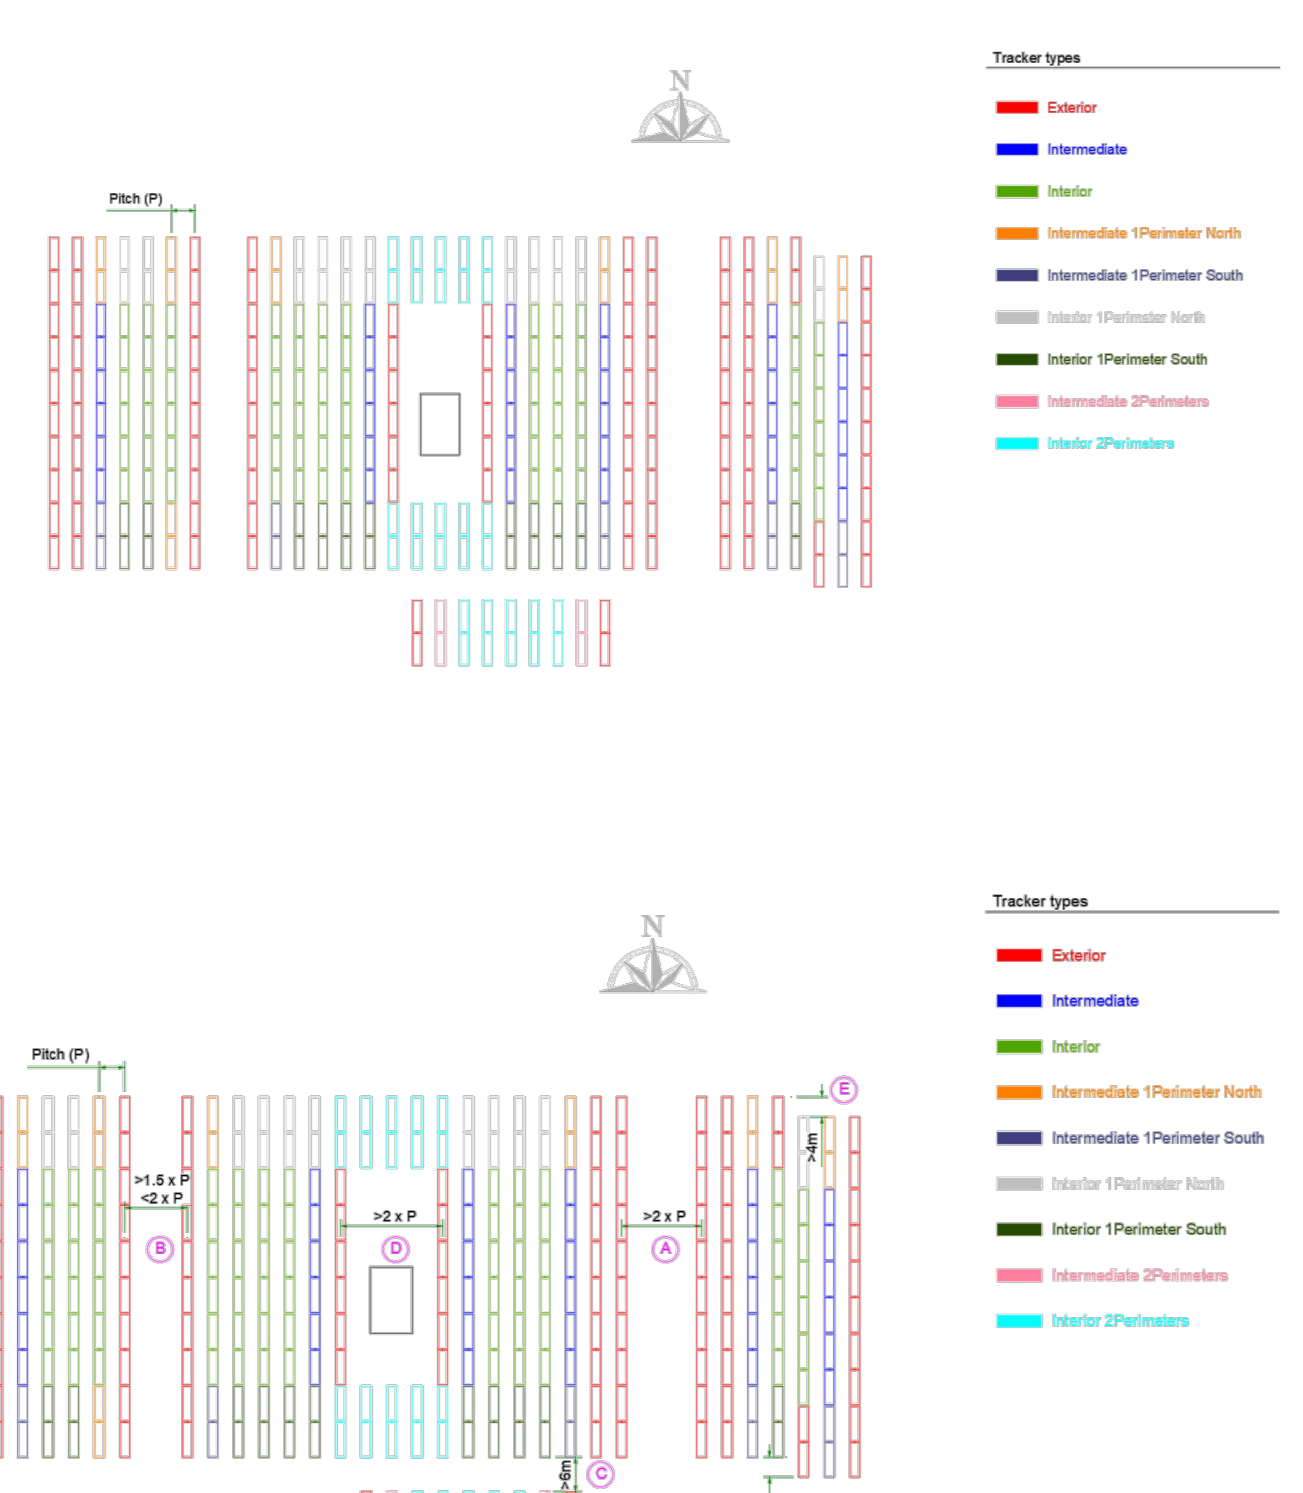 Tracker types
N
Exterior
Intermediate
Interior
Pitch (P)
Intermediate 1Perimeter North
Intermediate 1Perimeter South
Interior 1Perimeter North
Interior 1Perimeter South
Intermediate 2Perimeters
Interior 2Perimeters
Tracker types
N
Exterior
Intermediate
Pitch (P)
Interior
E
Intermediate 1Perimeter North
>4m
Intermediate 1Perimeter South
>1.5 x P
<2 x P
Interior 1Perimeter North
>2 x P
>2 x P
Interior 1Perimeter South
B
D
A
Intermediate 2Perimeters
Interior 2Perimeters
>6m
C